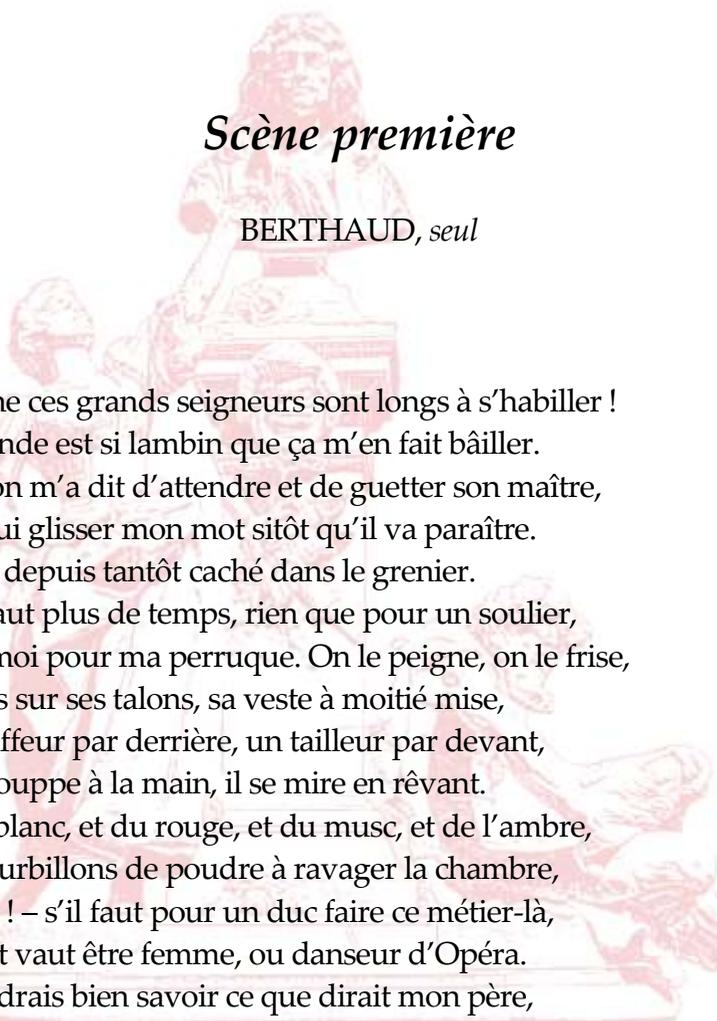 Scène première
BERTHAUD, seul
ne ces grands seigneurs sont longs à s’habiller !
nde est si lambin que ça m’en fait bâiller.
on m’a dit d’attendre et de guetter son maître,
ui glisser mon mot sitôt qu’il va paraître.
depuis tantôt caché dans le grenier.
aut plus de temps, rien que pour un soulier,
moi pour ma perruque. On le peigne, on le frise,
s sur ses talons, sa veste à moitié mise,
ffeur par derrière, un tailleur par devant,
ouppe à la main, il se mire en rêvant.
blanc, et du rouge, et du musc, et de l’ambre,
urbillons de poudre à ravager la chambre,
! – s’il faut pour un duc faire ce métier-là,
t vaut être femme, ou danseur d’Opéra.
drais bien savoir ce que dirait mon père,